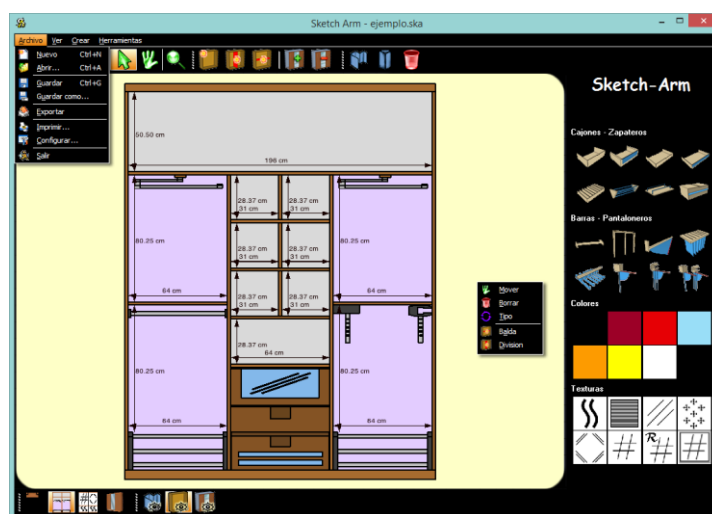 Sketch Arm - ejemplo.ska
Archivo Ver Crear Herramientas
Nuevo Ctrl+N
Abrir... Ctrl+A
Guardar Ctrl+G
Guardar como...
Exportar
Imprimir...
Configurar...
Salir
Sketch-Arm
Cajones - Zapateros
Barras - Pantaloneros
Colores
Texturas
R
50.50 cm
198 cm
80.25 cm
64 cm
28.37 cm
31 cm
28.37 cm
31 cm
80.25 cm
64 cm
28.37 cm
31 cm
28.37 cm
31 cm
28.37 cm
31 cm
28.37 cm
31 cm
80.25 cm
64 cm
28.37 cm
64 cm
80.25 cm
64 cm
Mover
Borrar
Tipo
Balda
Division